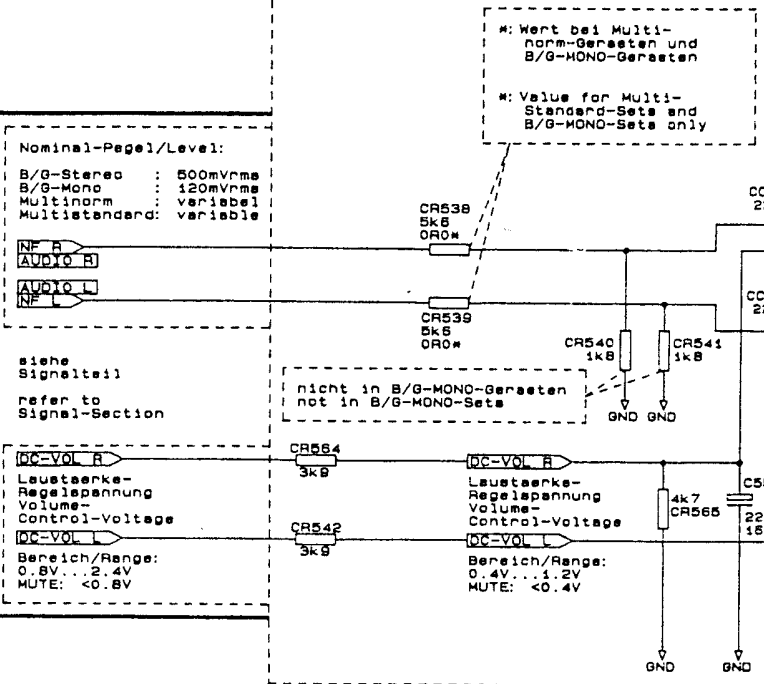 *: Wert bei Multi-
norm-Geraeten und
B/G-MONO-Geraeten
*: Value for Multi-
Standard-Sets and
B/G-MONO-Sets only
Nominal-Pegel/Level:
B/G-Stereo : 500mVrms
B/G-Mono : 120mVrms
Multinorm : variabel
Multistandard: variable
NF R
AUDIO R
AUDIO L
NF L
CR538
5k6
0R0*
CR539
5k6
0R0*
CR540
1k8
CR541
1k8
GND GND
siehe
Signalteil
refer to
Signal-Section
nicht in B/G-MONO-Geraeten
not in B/G-MONO-Sets
DC-VOL R
Laustaerke-
Regelspannung
Volume-
Control-Voltage
DC-VOL L
Bereich/Range:
0.8V...2.4V
MUTE: <0.8V
CR564
3k9
CR542
3k9
DC-VOL R
Laustaerke-
Regelspannung
Volume-
Control-Voltage
DC-VOL L
Bereich/Range:
0.4V...1.2V
MUTE: <0.4V
4k7
CR565
GND
GND